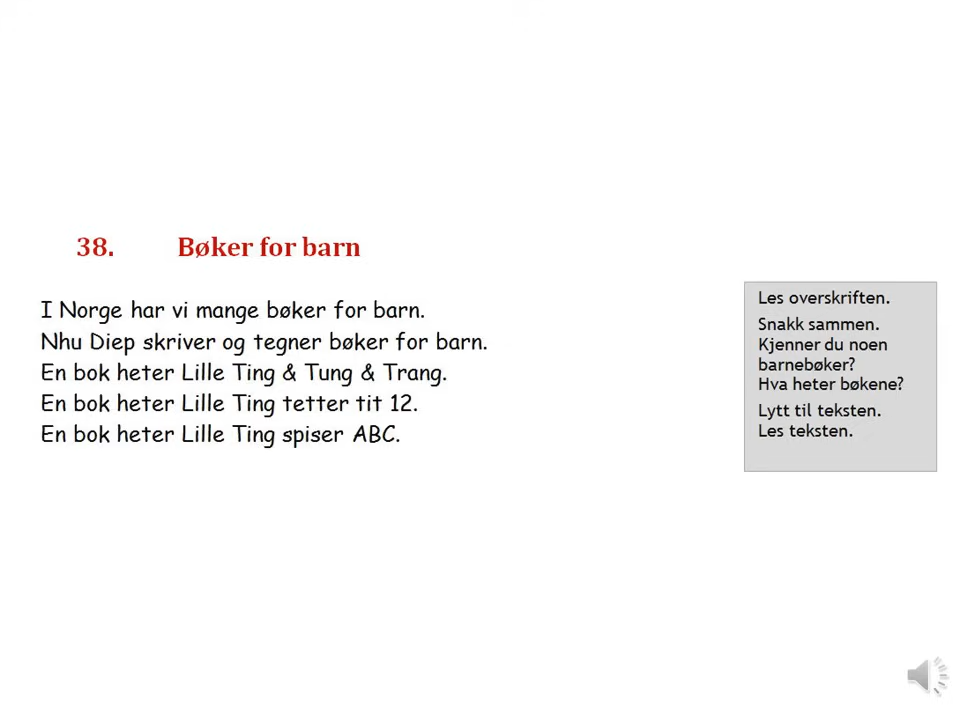 38. Bøker for barn
I Norge har vi mange bøker for barn.
Nhu Diep skriver og tegner bøker for barn.
En bok heter Lille Ting & Tung & Trang.
En bok heter Lille Ting tetter tit 12.
En bok heter Lille Ting spiser ABC.
Les overskriften.
Snakk sammen.
Kjenner du noen
barnebøker?
Hva heter bøkene?
Lytt til teksten.
Les teksten.